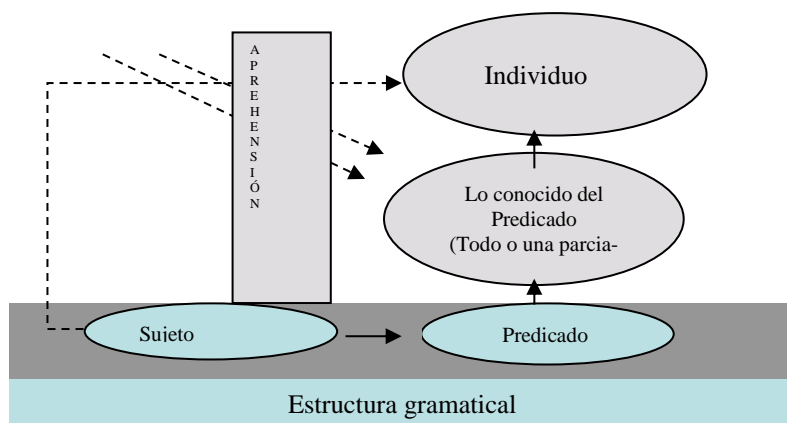 APREHENSIÓN
Individuo
Lo conocido del
Predicado
(Todo o una parcia-
Sujeto
Predicado
Estructura gramatical